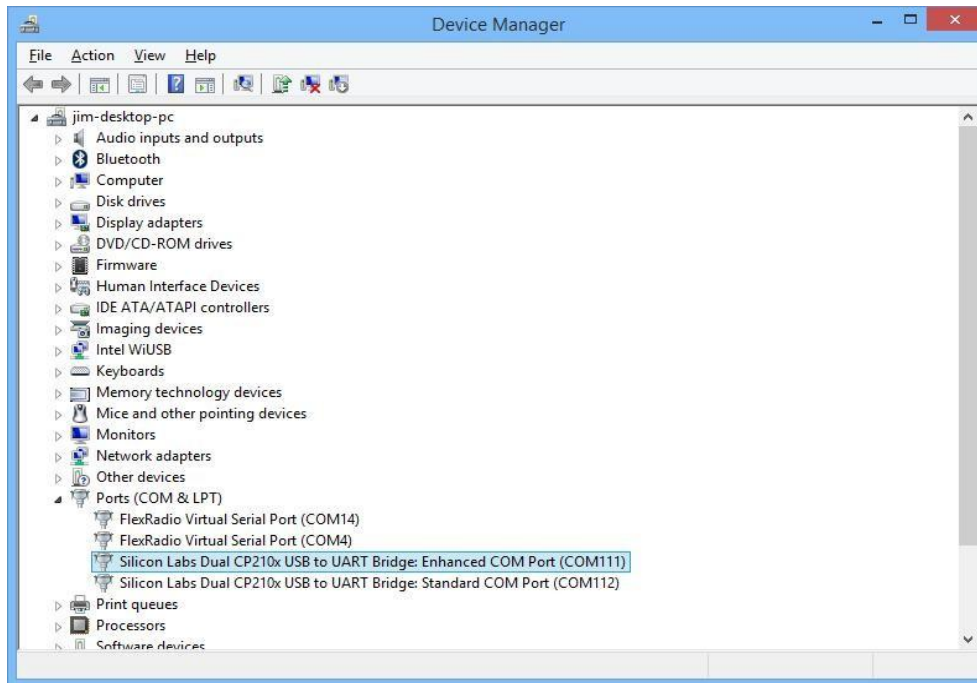 Device Manager
File Action View Help
jim-desktop-pc
Audio inputs and outputs
Bluetooth
Computer
Disk drives
Display adapters
DVD/CD-ROM drives
Firmware
Human Interface Devices
IDE ATA/ATAPI controllers
Imaging devices
Intel WiUSB
Keyboards
Memory technology devices
Mice and other pointing devices
Monitors
Network adapters
Other devices
Ports (COM & LPT)
FlexRadio Virtual Serial Port (COM14)
FlexRadio Virtual Serial Port (COM4)
Silicon Labs Dual CP210x USB to UART Bridge: Enhanced COM Port (COM111)
Silicon Labs Dual CP210x USB to UART Bridge: Standard COM Port (COM112)
Print queues
Processors
Software devices